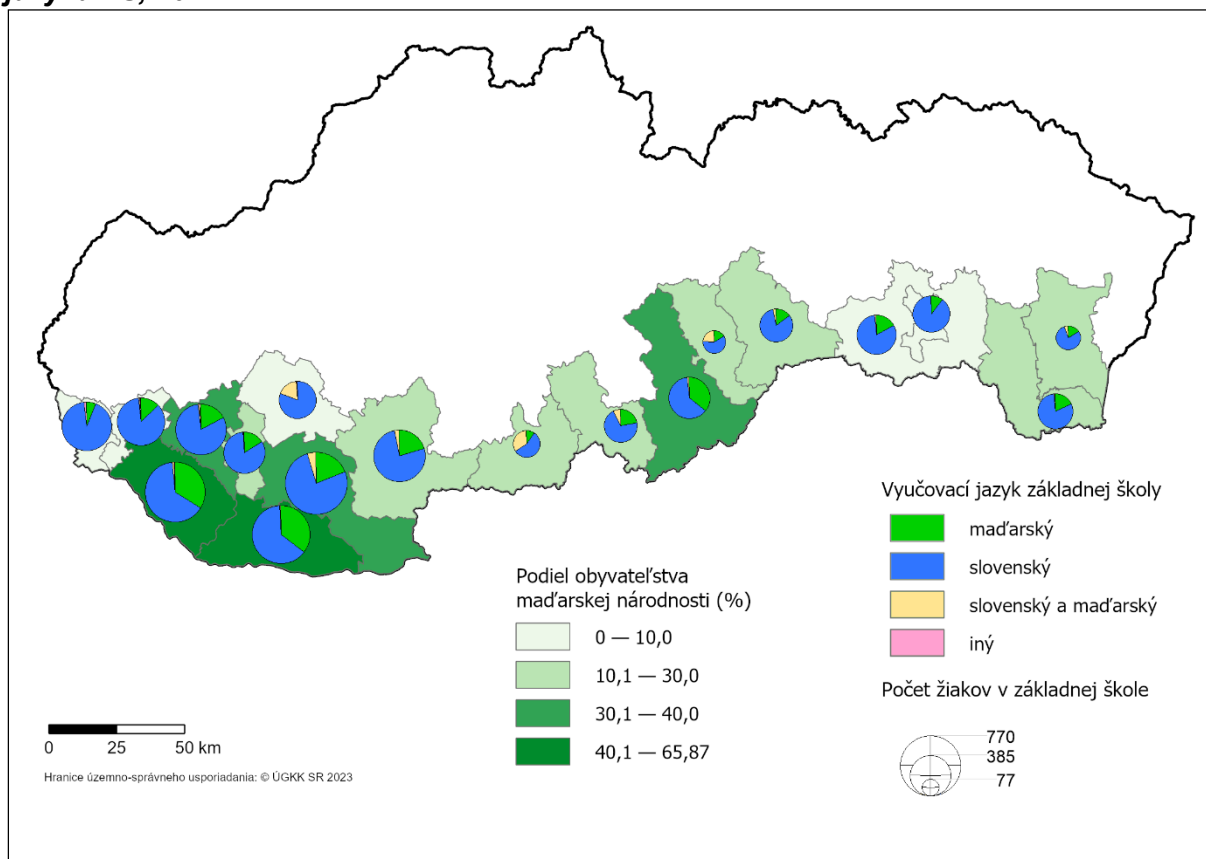 Vyučovací jazyk základnej školy
maďarský
slovenský
slovenský a maďarský
iný
Podiel obyvateľstva
maďarskej národnosti (%)
0 — 10,0
10,1 — 30,0
30,1 — 40,0
40,1 — 65,87
Počet žiakov v základnej škole
770
385
77
0 25 50 km
Hranice územno-správneho usporiadania: © ÚGKK SR 2023